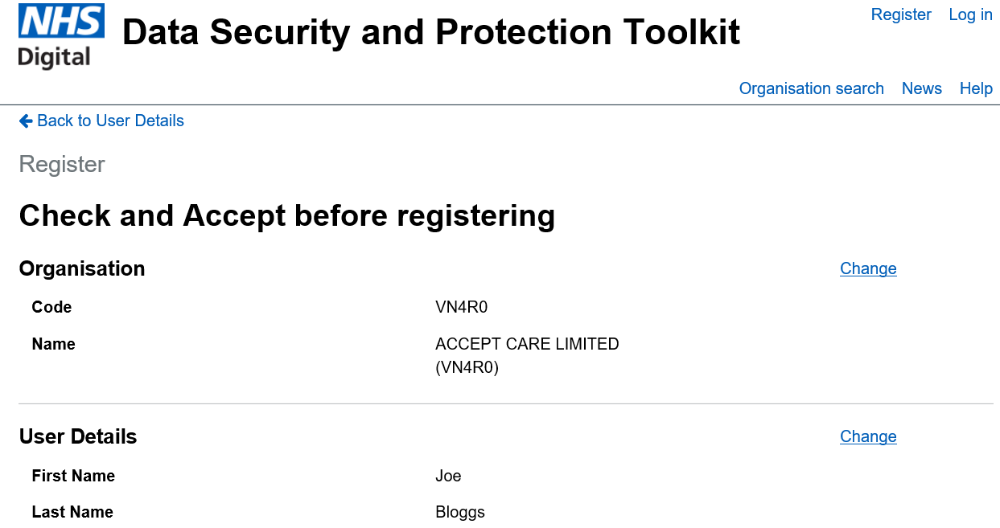 NHS
Digital
Data Security and Protection Toolkit
Register Log in
Organisation search News Help
Back to User Details
Register
Check and Accept before registering
Organisation Change
Code VN4R0
Name ACCEPT CARE LIMITED
(VN4R0)
User Details Change
First Name Joe
Last Name Bloggs